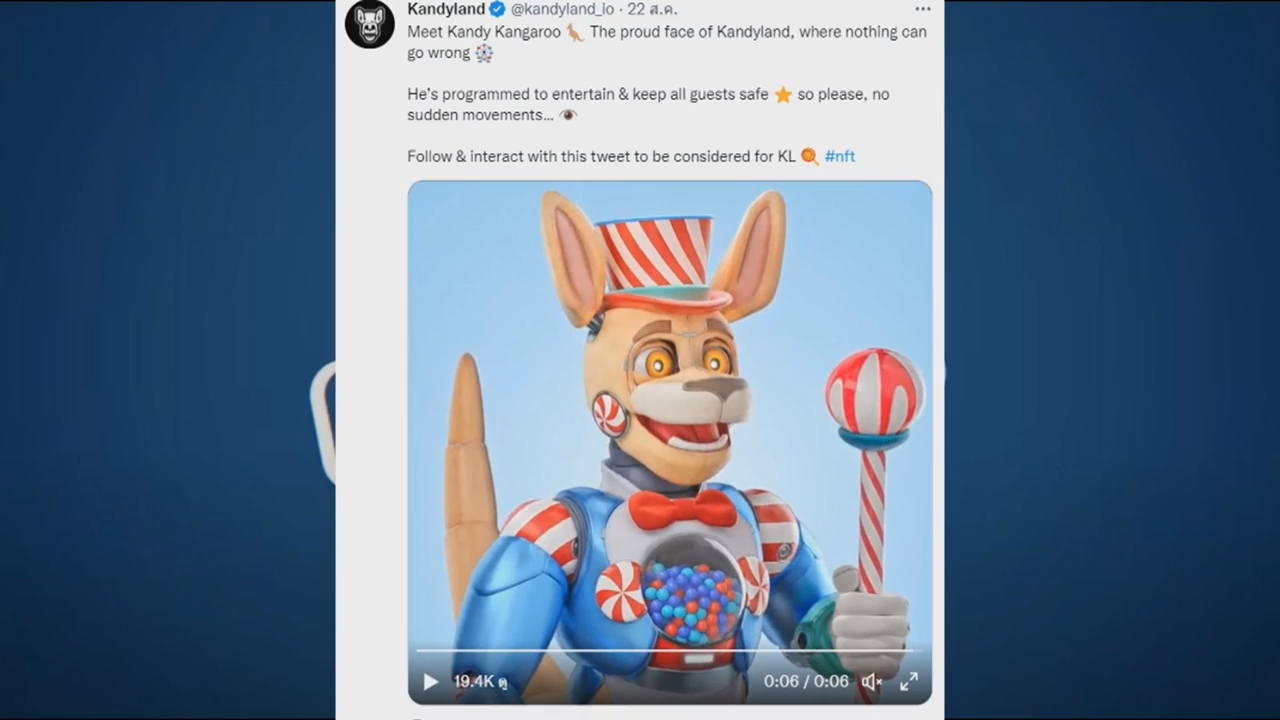 Kandyland @kandyland_io · 22 ส.ค.
Meet Kandy Kangaroo 🦘 The proud face of Kandyland, where nothing can
go wrong 🎡
He's programmed to entertain & keep all guests safe ⭐ so please, no
sudden movements... 👁️
Follow & interact with this tweet to be considered for KL 🍭 #nft
19.4K ดู
0:06 / 0:06